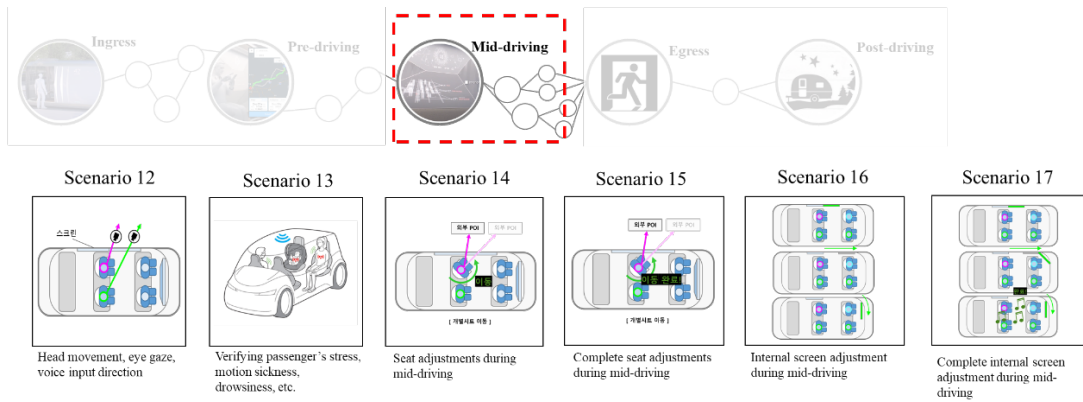 Ingress
Pre-driving
Mid-driving
Egress
Post-driving
Scenario 12
Scenario 13
Scenario 14
Scenario 15
Scenario 16
Scenario 17
스크린
외부 POI
외부 POI
이동
[ 개별시트 이동 ]
외부 POI
외부 POI
이동 완료!
[ 개별시트 이동 ]
Head movement, eye gaze,
voice input direction
Verifying passenger's stress,
motion sickness,
drowsiness, etc.
Seat adjustments during
mid-driving
Complete seat adjustments
during mid-driving
Internal screen adjustment
during mid-driving
Complete internal screen
adjustment during mid-
driving